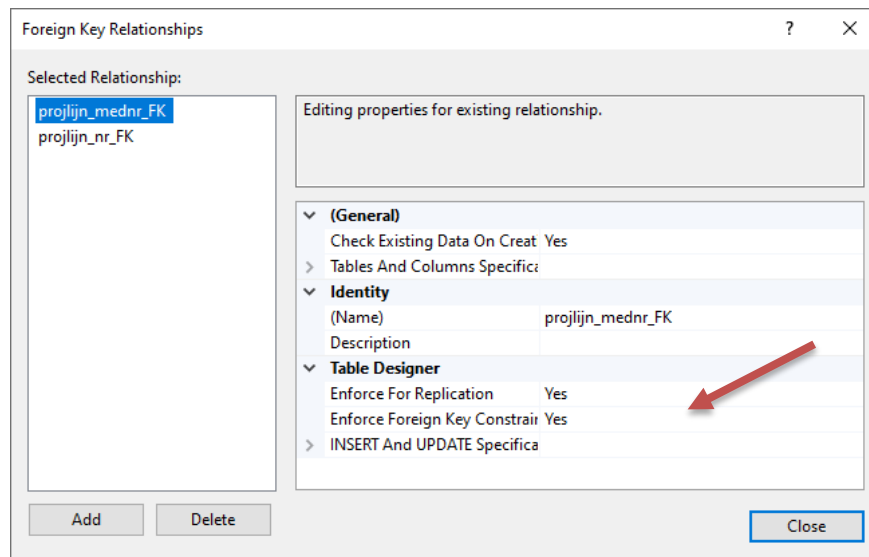 Foreign Key Relationships
?
Selected Relationship:
projlijn_mednr_FK
projlijn_nr_FK
Editing properties for existing relationship.
(General)
Check Existing Data On Creat Yes
Tables And Columns Specifica
Identity
(Name) projlijn_mednr_FK
Description
Table Designer
Enforce For Replication Yes
Enforce Foreign Key Constrair Yes
INSERT And UPDATE Specifica
Add Delete
Close